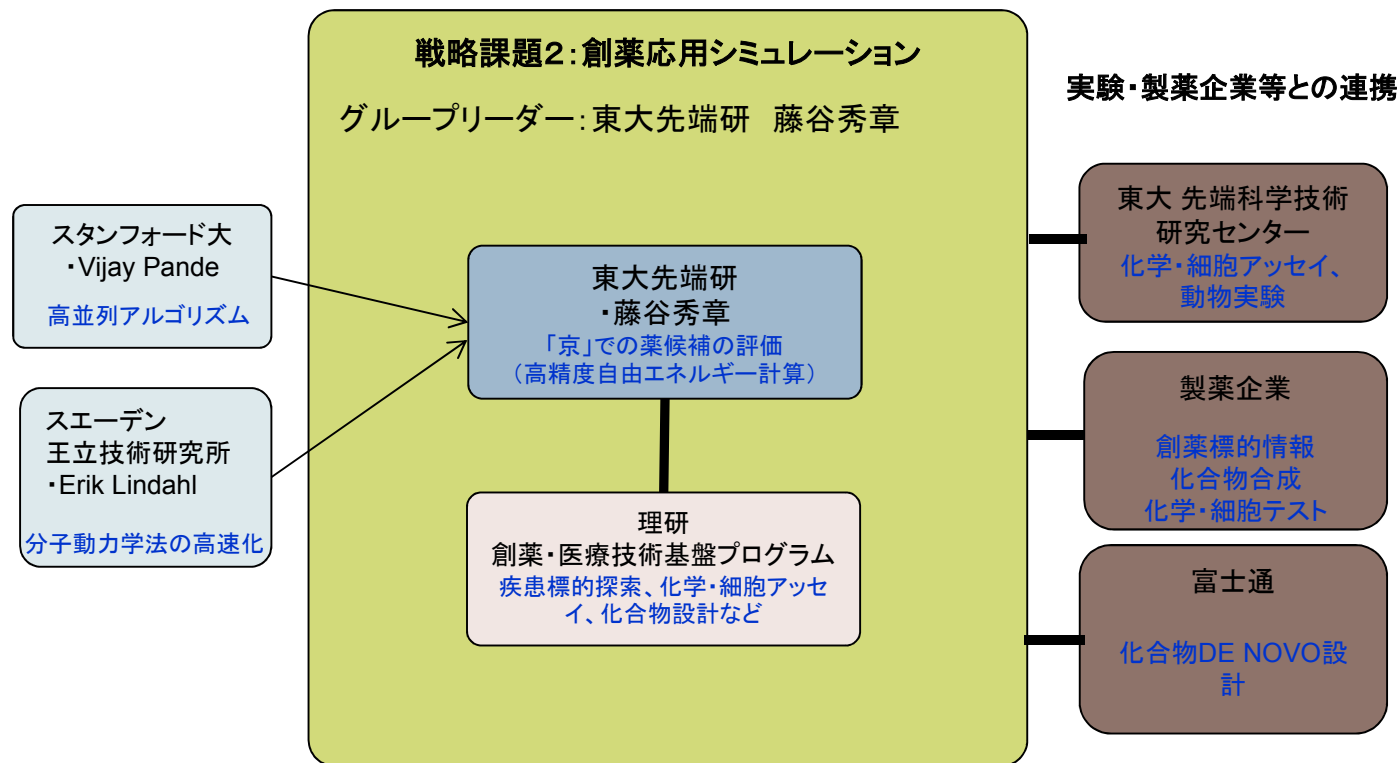 戦略課題2:創薬応用シミュレーション
グループリーダー:東大先端研　藤谷秀章
実験・製薬企業等との連携
スタンフォード大
・Vijay Pande
高並列アルゴリズム
スエーデン
王立技術研究所
・Erik Lindahl
分子動力学法の高速化
東大先端研
・藤谷秀章
「京」での薬候補の評価
(高精度自由エネルギー計算)
理研
創薬・医療技術基盤プログラム
疾患標的探索、化学・細胞アッセ
イ、化合物設計など
東大 先端科学技術
研究センター
化学・細胞アッセイ、
動物実験
製薬企業
創薬標的情報
化合物合成
化学・細胞テスト
富士通
化合物DE NOVO設
計